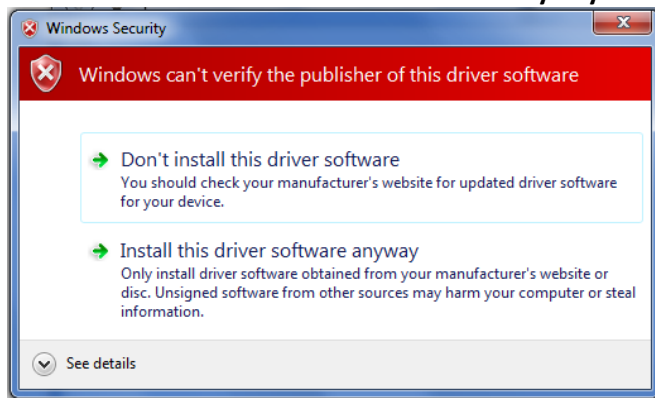 Windows Security
Windows can't verify the publisher of this driver software
Don't install this driver software
You should check your manufacturer's website for updated driver software
for your device.
Install this driver software anyway
Only install driver software obtained from your manufacturer's website or
disc. Unsigned software from other sources may harm your computer or steal
information.
See details